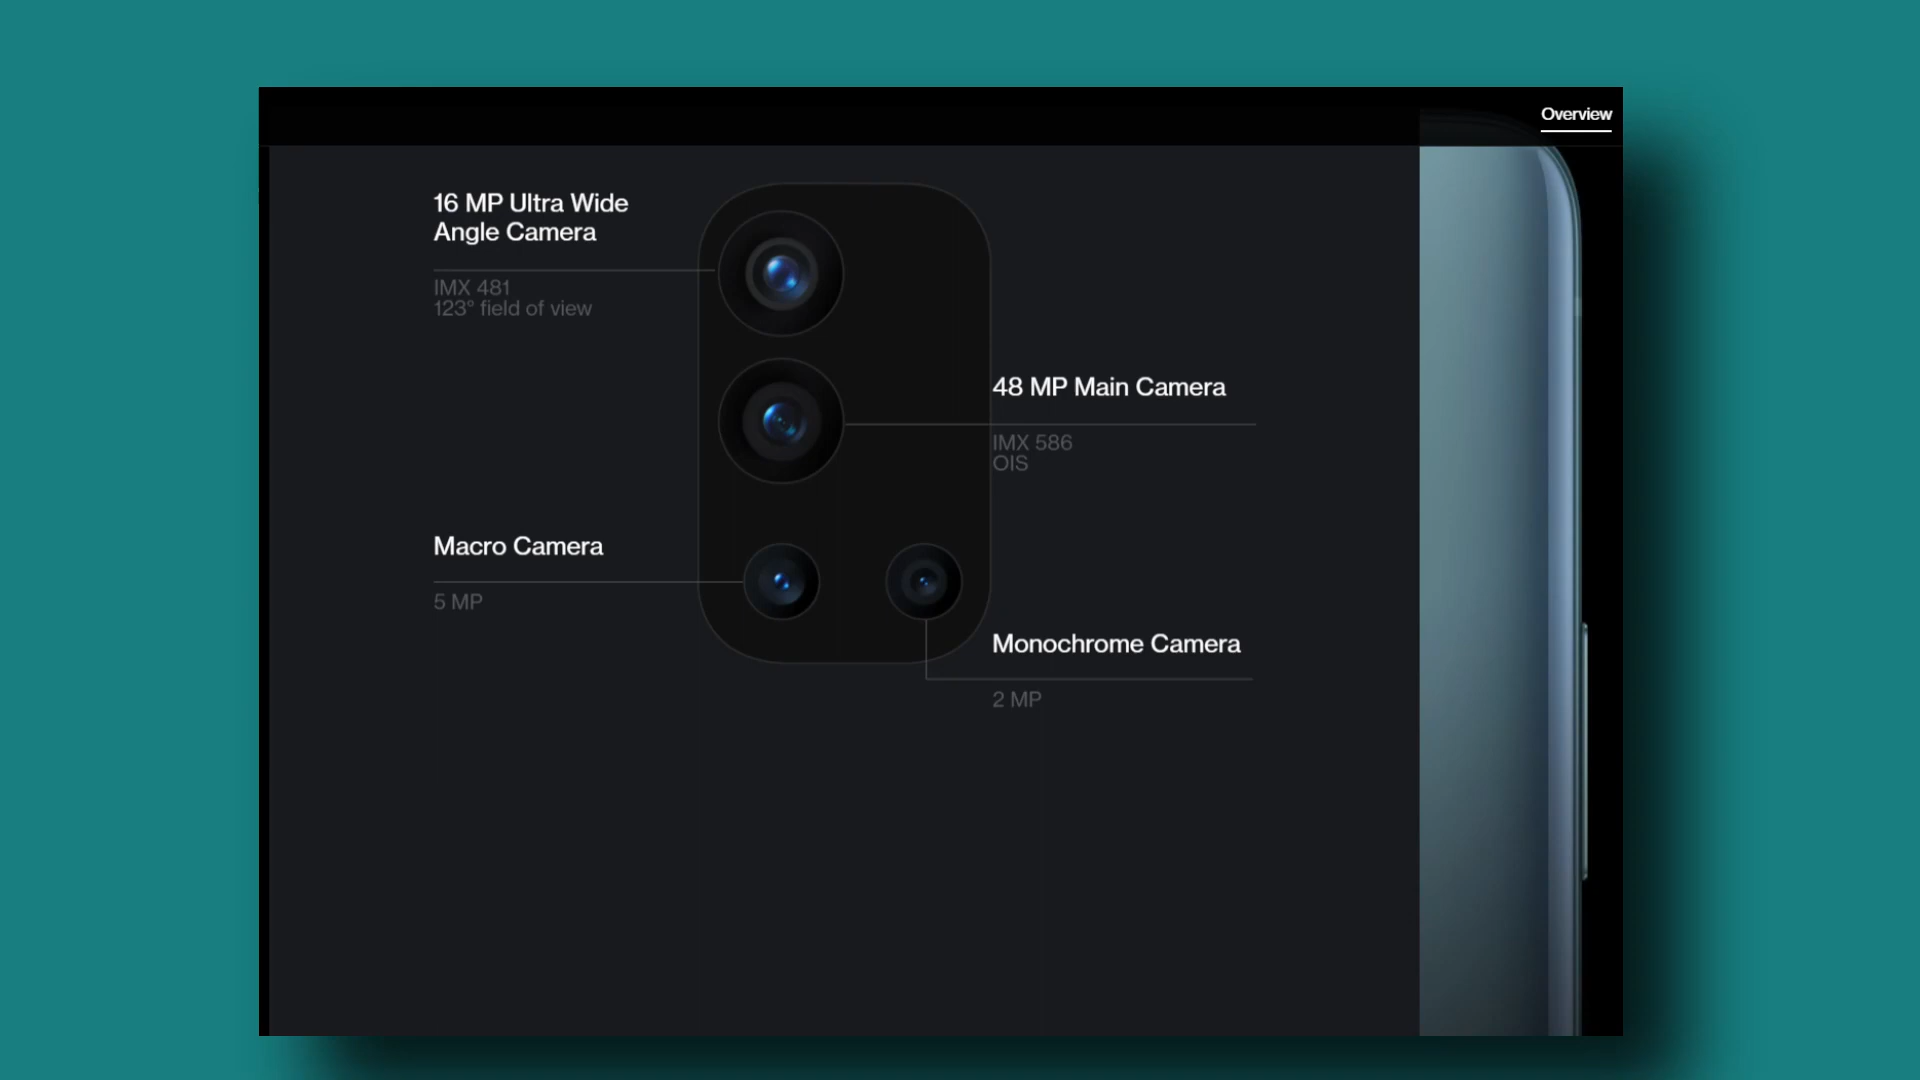 Overview
16 MP Ultra Wide
Angle Camera
IMX 481
123° field of view
48 MP Main Camera
IMX 586
OIS
Macro Camera
5 MP
Monochrome Camera
2 MP